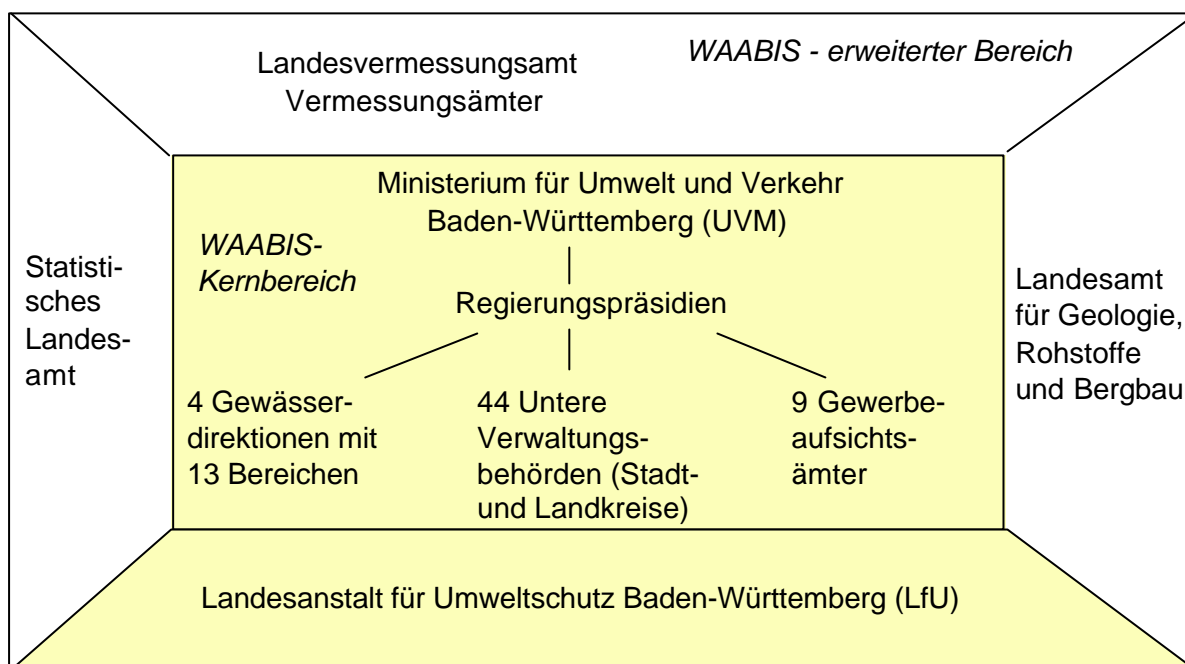 WAABIS - erweiterter Bereich
Landesvermessungsamt
Vermessungsämter
Ministerium für Umwelt und Verkehr
Baden-Württemberg (UVM)
WAABIS-
Kernbereich
Statisti-
sches
Landes-
amt
Regierungspräsidien
Landesamt
für Geologie,
Rohstoffe
und Bergbau
4 Gewässer-
direktionen mit
13 Bereichen
44 Untere
Verwaltungs-
behörden (Stadt-
und Landkreise)
9 Gewerbe-
aufsichts-
ämter
Landesanstalt für Umweltschutz Baden-Württemberg (LfU)